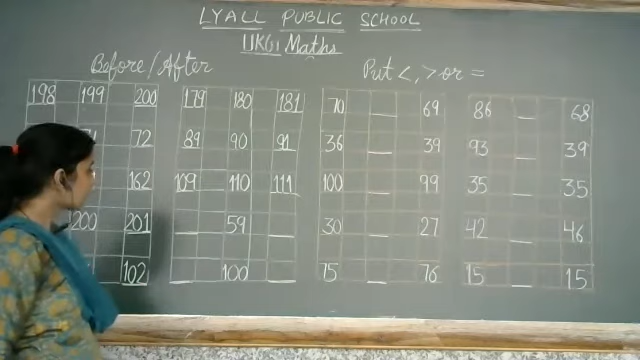 LYALL PUBLIC SCHOOL
UKG Maths
Before/After Put <, > or =
198 199 200 179 180 181 70 _ 69 86 _ 68
71 72 89 90 91 36 _ 39 93 _ 39
162 109 110 111 100 _ 99 35 _ 35
200 201 _ 59 _ 30 _ 27 42 _ 46
102 _ 100 _ 75 _ 76 15 _ 15